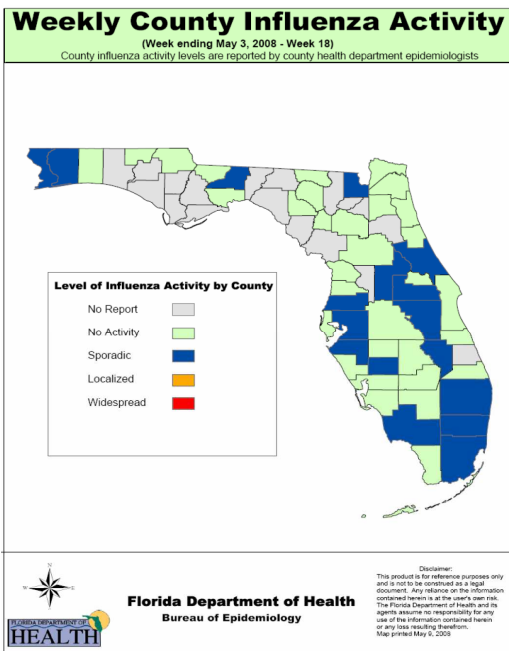 Weekly County Influenza Activity
(Week ending May 3, 2008 - Week 18)
County influenza activity levels are reported by county health department epidemiologists
Level of Influenza Activity by County
No Report
No Activity
Sporadic
Localized
Widespread
N
W
E
S
FLORIDA DEPARTMENT OF
HEALTH
Florida Department of Health
Bureau of Epidemiology
Disclaimer:
This product is for reference purposes only
and is not to be construed as a legal
document. Any reliance on the information
contained herein is at the user's own risk.
The Florida Department of Health and its
agents assume no responsibility for any
use of the information contained herein
or any loss resulting therefrom.
Map printed May 9, 2008